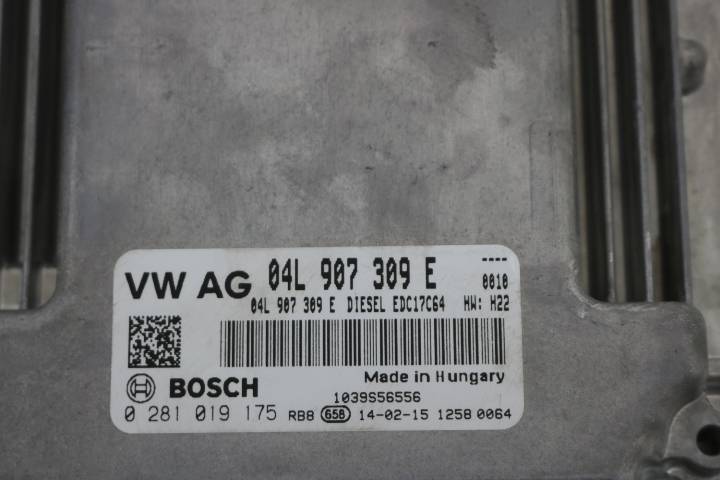 VW AG 04L 907 309 E ----
0010
04L 907 309 E DIESEL EDC17C64 HW: H22
Made in Hungary
BOSCH
1039S56556
0 281 019 175 RB8 658 14-02-15 1258 0064